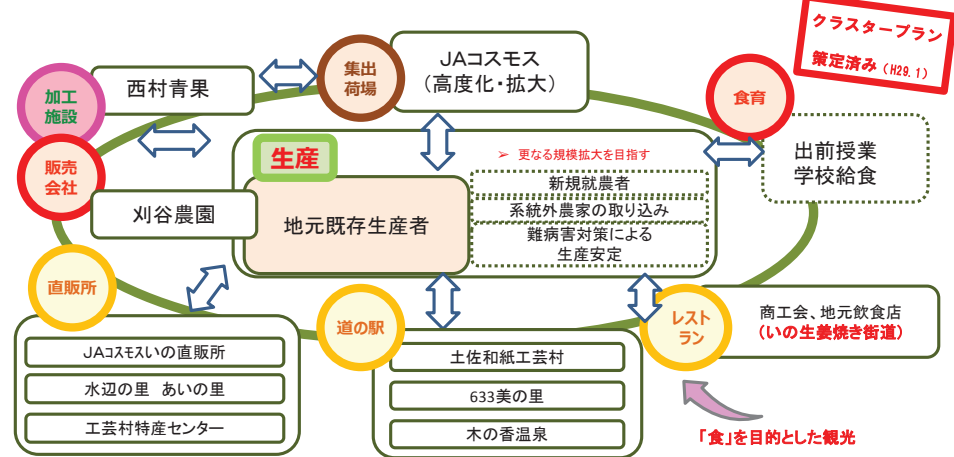 クラスタープラン
策定済み(H29.1)
集出
荷場
JAコスモス
(高度化・拡大)
加工
施設
西村青果
食育
出前授業
学校給食
販売
会社
刈谷農園
生産
地元既存生産者
➢ 更なる規模拡大を目指す
新規就農者
系統外農家の取り込み
難病害対策による
生産安定
直販所
JAコスモスいの直販所
水辺の里 あいの里
工芸村特産センター
道の駅
土佐和紙工芸村
633美の里
木の香温泉
レスト
ラン
商工会、地元飲食店
(いの生姜焼き街道)
「食」を目的とした観光